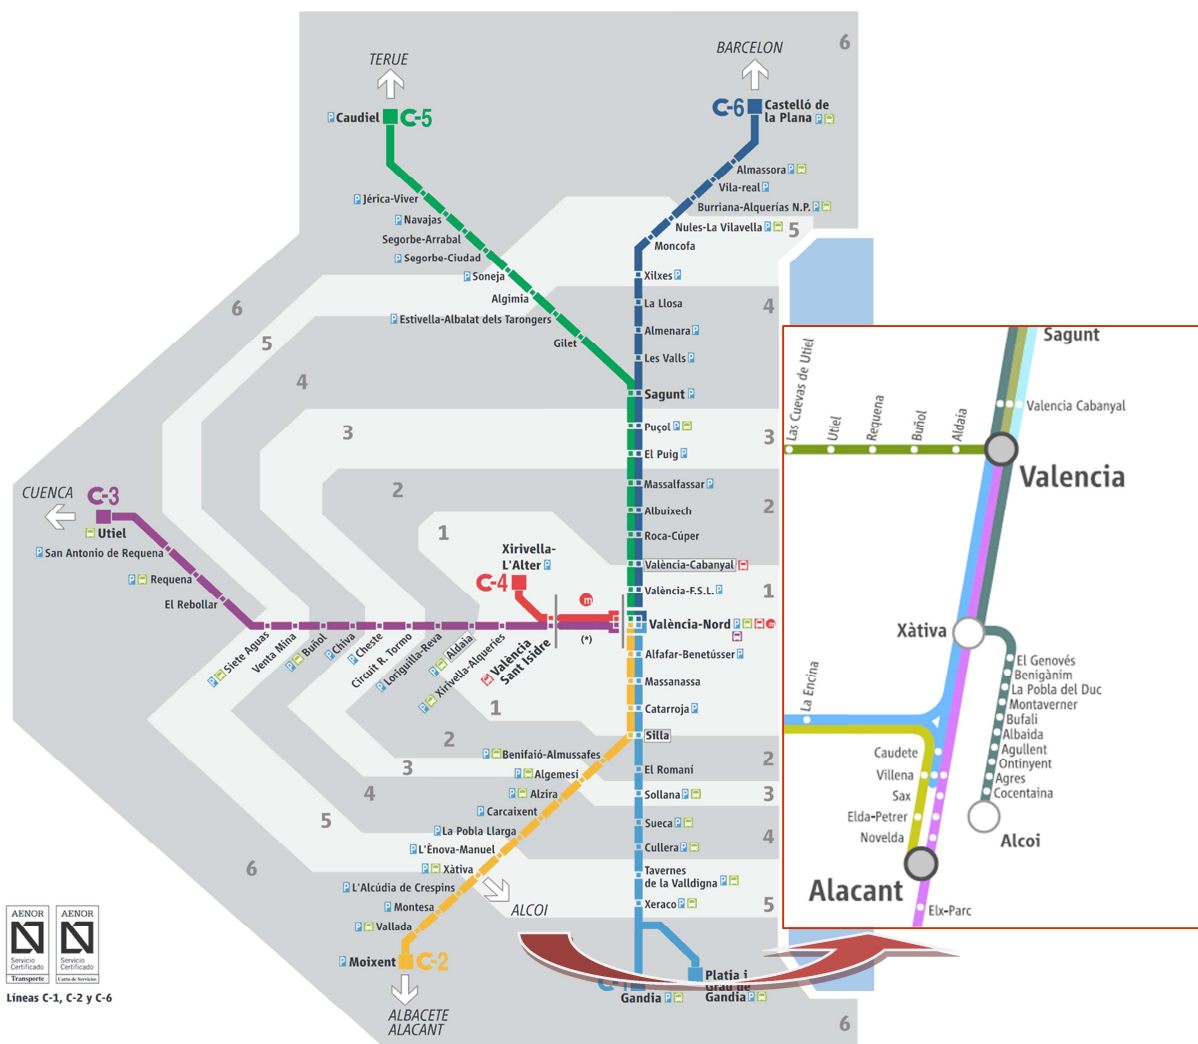 6
TERUE
BARCELON
C-6
Castelló de
la Plana
Caudiel
C-5
Almassora
Vila-real
Jérica-Viver
Burriana-Alquerías N.P.
Navajas
Nules-La Vilavella
5
Segorbe-Arrabal
Moncofa
Segorbe-Ciudad
Soneja
Xilxes
Algimia
La Llosa
4
6
Estivella-Albalat dels Tarongers
Almenara
5
Gilet
Les Valls
4
Sagunt
3
Puçol
3
El Puig
2
Massalfassar
CUENCA
C-3
Albuixech
2
Utiel
1
Roca-Cúper
San Antonio de Requena
Xirivella-
L'Alter
València-Cabanyal
Requena
C-4
València-F.S.L.
1
El Rebollar
m
València-Nord
m
(*)
Siete Aguas
Venta Mina
Buñol
Chiva
Cheste
Circuit R. Tormo
Loriguilla-Reva
Aldaia
Xirivella-Alqueries
València
Sant Isidre
Alfafar-Benetússer
Massanassa
1
Catarroja
Silla
2
Benifaió-Almussafes
2
3
Algemesí
El Romaní
4
Alzira
Sollana
3
5
Carcaixent
Sueca
4
La Pobla Llarga
Cullera
L'Ènova-Manuel
6
Xàtiva
Tavernes
de la Valldigna
L'Alcúdia de Crespins
Xeraco
5
Montesa
ALCOI
Vallada
Moixent
C-2
Platja i
Grau de
Gandia
Gandia
ALBACETE
ALACANT
6
AENOR
AENOR
Servicio
Certificado
Servicio
Certificado
Transporte
Carta de Servicios
Líneas C-1, C-2 y C-6
Sagunt
Las Cuevas de Utiel
Utiel
Requena
Buñol
Aldaia
Valencia Cabanyal
Valencia
Xàtiva
El Genovés
Benigànim
La Pobla del Duc
Montaverner
Bufali
Albaida
Agullent
Ontinyent
Agres
Cocentaina
La Encina
Caudete
Villena
Sax
Elda-Petrer
Novelda
Alcoi
Alacant
Elx-Parc